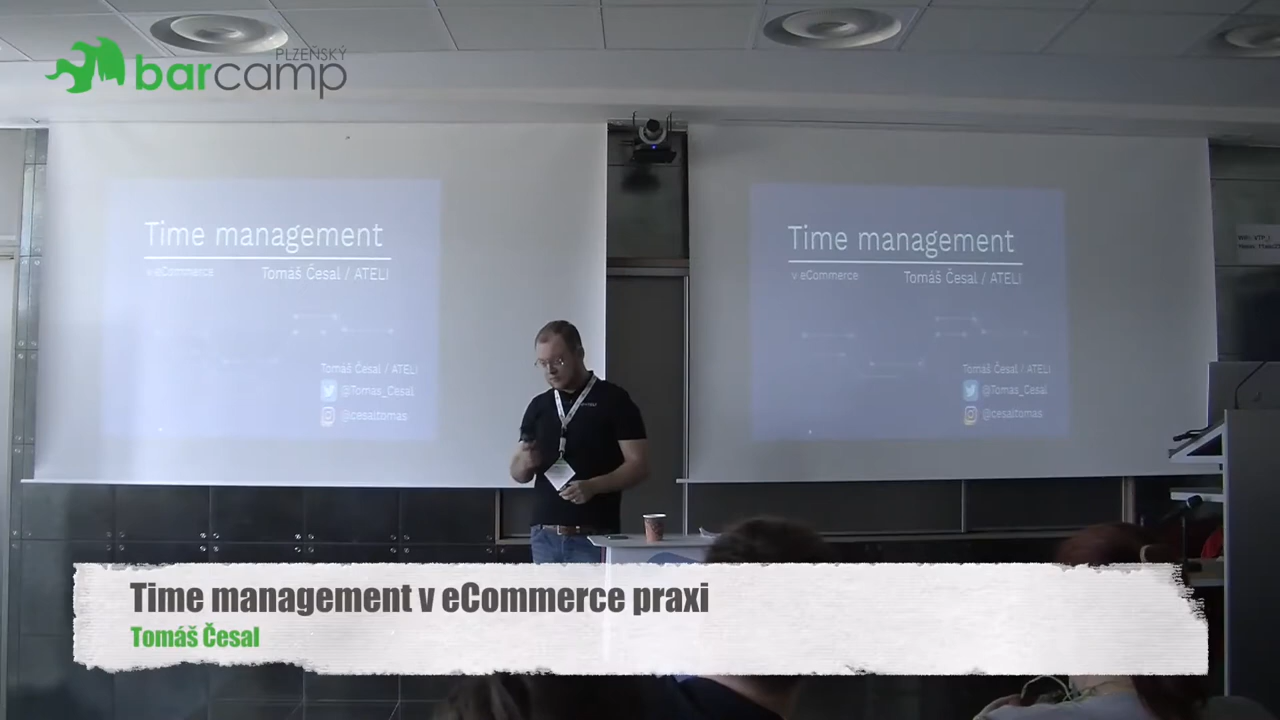 PLZEŇSKÝ
barcamp
Time management
v eCommerce
Tomáš Česal / ATELI
Tomáš Česal / ATELI
@Tomas_Cesal
@cesaltomas
Time management
v eCommerce
Tomáš Česal / ATELI
Tomáš Česal / ATELI
@Tomas_Cesal
@cesaltomas
Time management v eCommerce praxi
Tomáš Česal